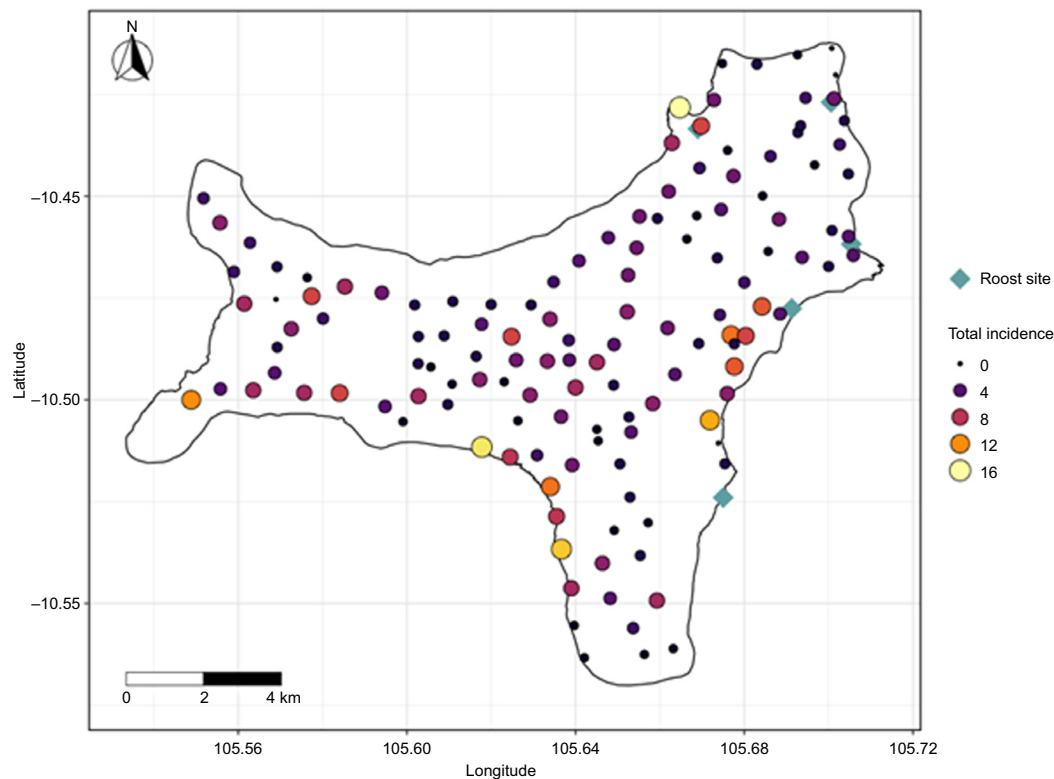 N
–10.45
–10.50
–10.55
Latitude
0
2
4 km
105.56
105.60
105.64
105.68
105.72
Longitude
Roost site
Total incidence
0
4
8
12
16